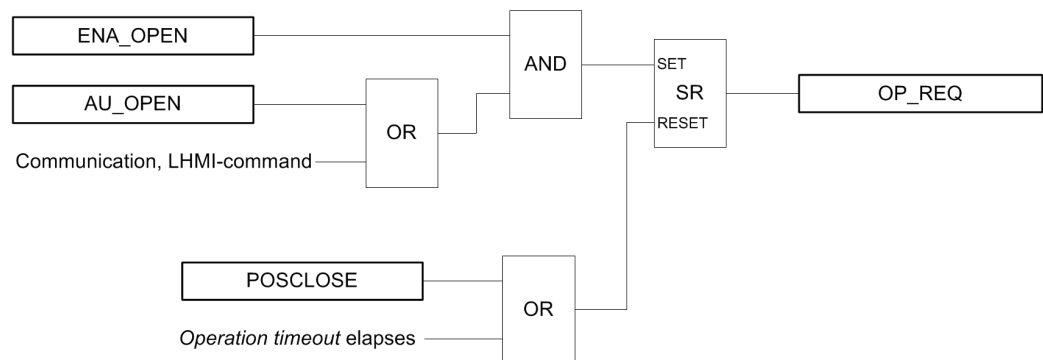 ENA_OPEN
AND
SET
SR
RESET
OP_REQ
AU_OPEN
OR
Communication, LHMI-command
POSCLOSE
OR
Operation timeout elapses